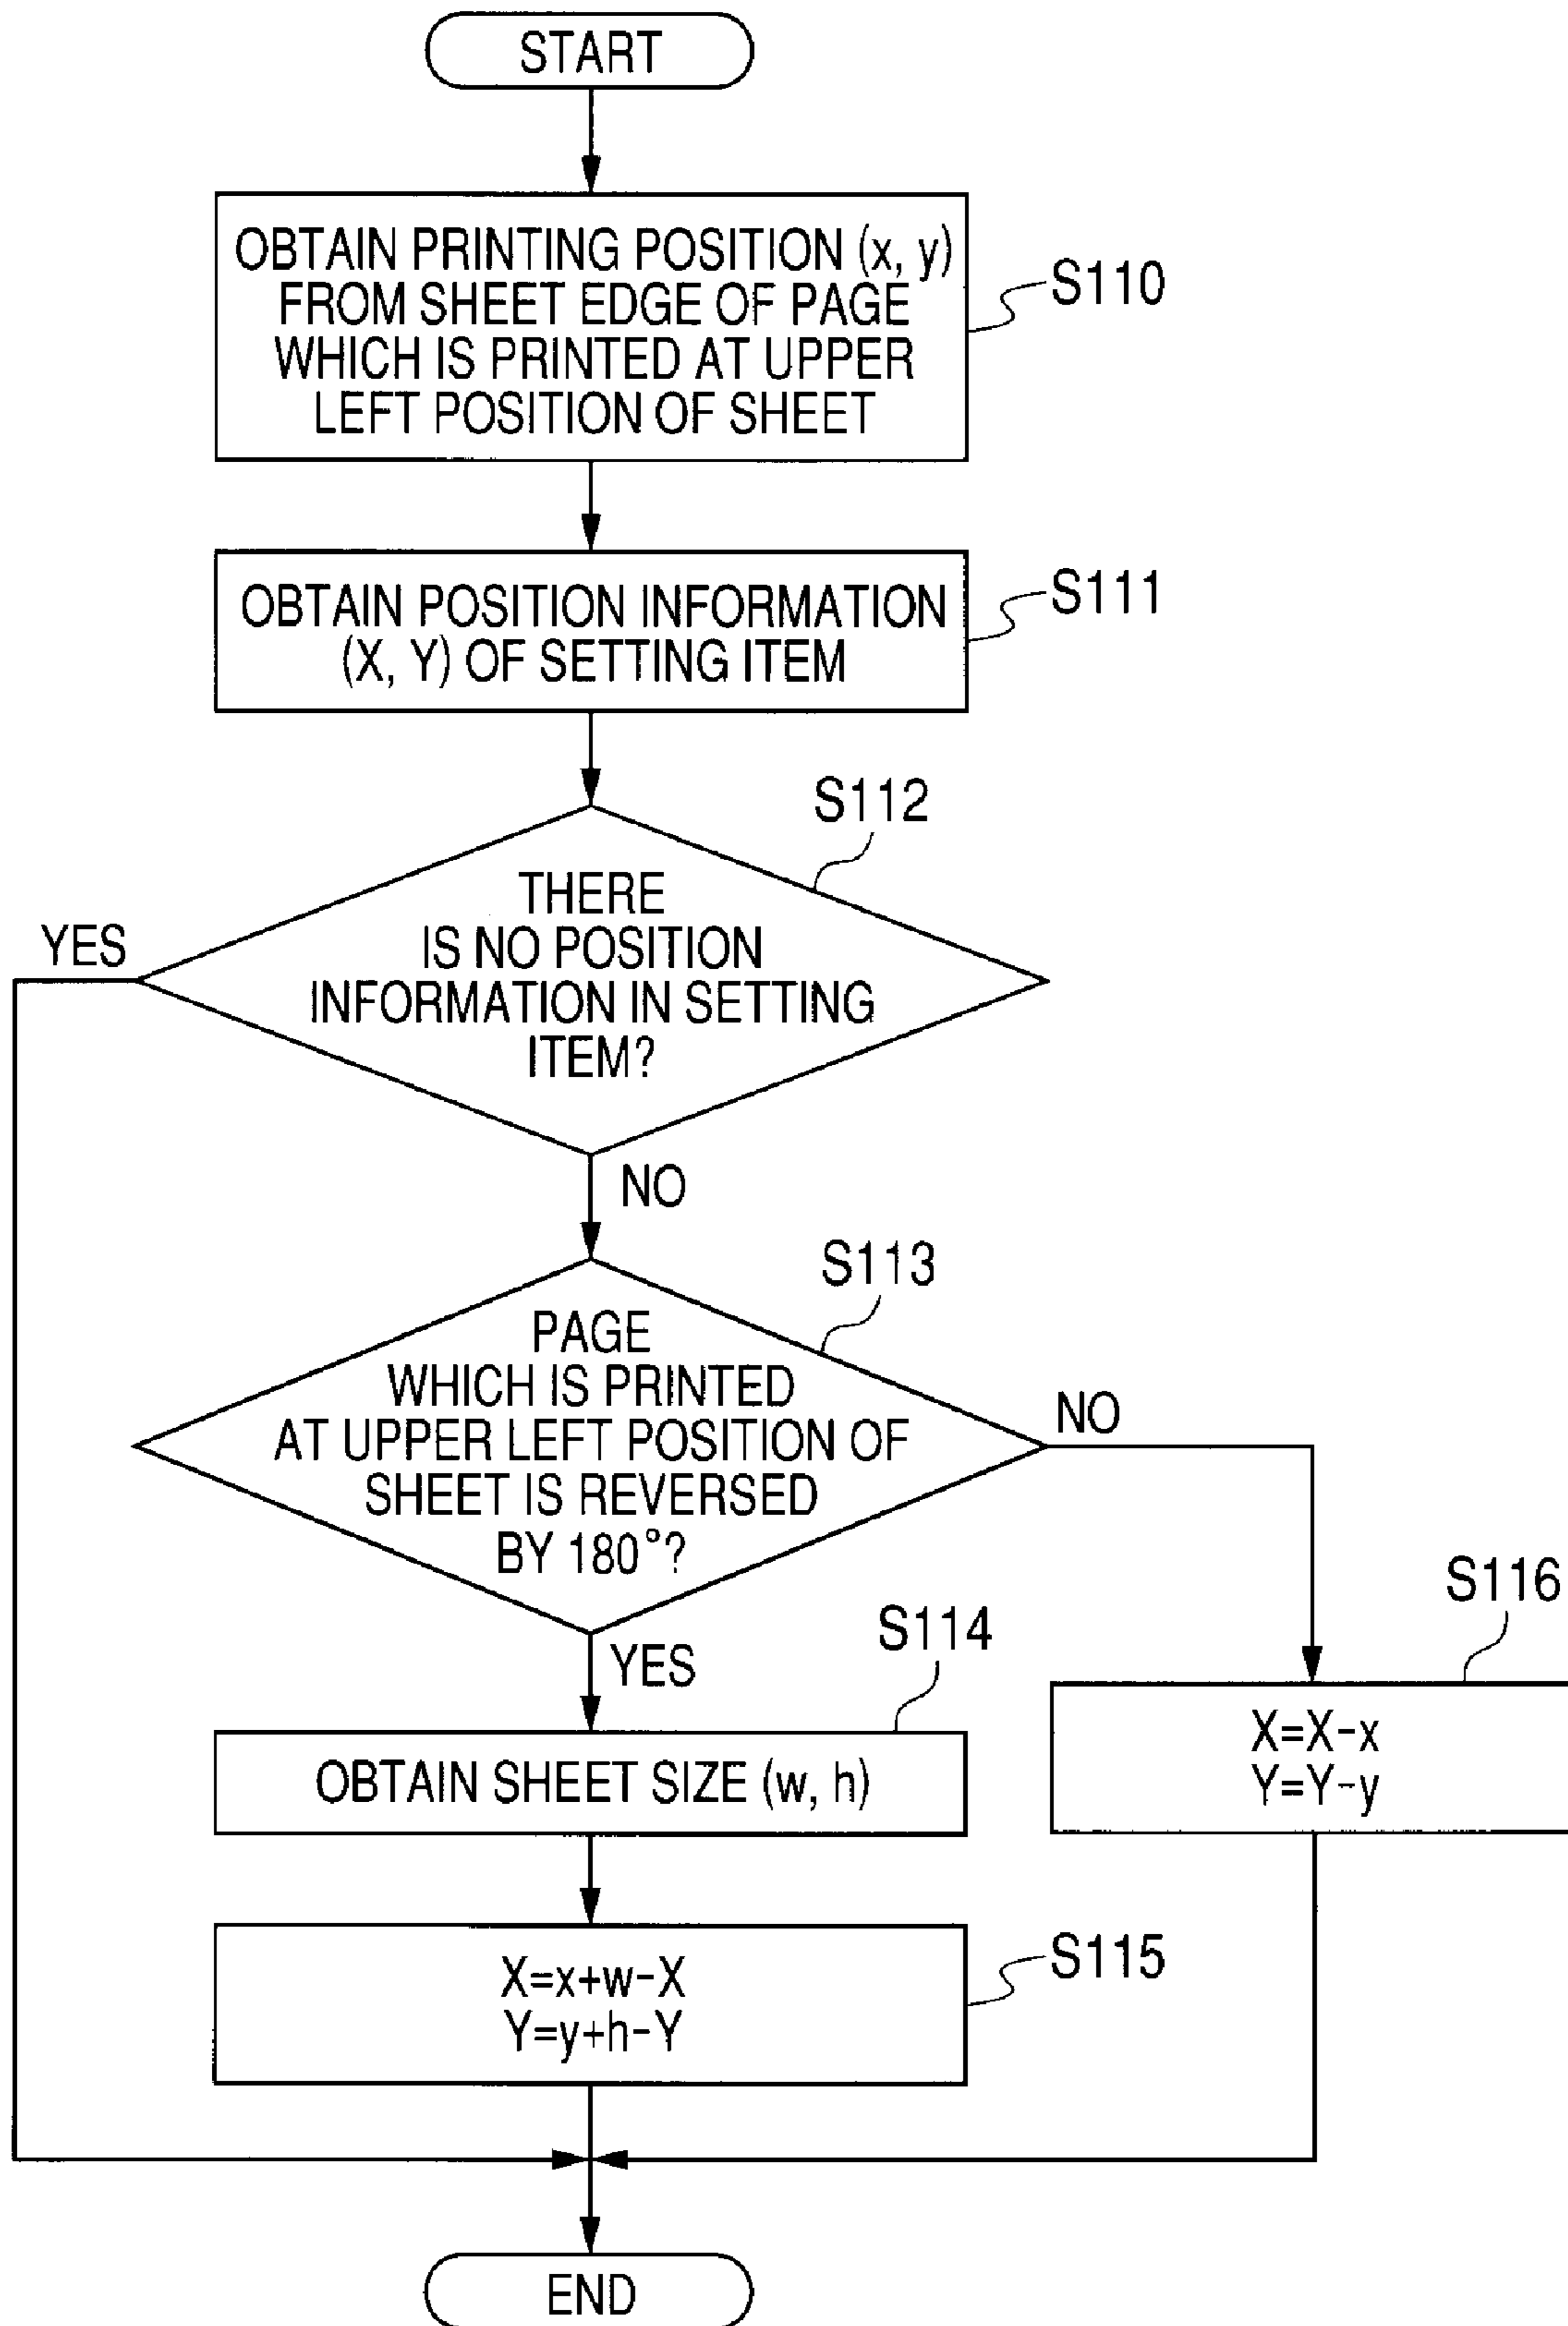 START
OBTAIN PRINTING POSITION (x, y)
FROM SHEET EDGE OF PAGE
WHICH IS PRINTED AT UPPER
LEFT POSITION OF SHEET
S110
OBTAIN POSITION INFORMATION
(X, Y) OF SETTING ITEM
S111
S112
THERE
IS NO POSITION
INFORMATION IN SETTING
ITEM?
YES
NO
S113
PAGE
WHICH IS PRINTED
AT UPPER LEFT POSITION OF
SHEET IS REVERSED
BY 180°?
NO
YES
S114
OBTAIN SHEET SIZE (w, h)
S116
X=X-x
Y=Y-y
X=x+w-X
Y=y+h-Y
S115
END